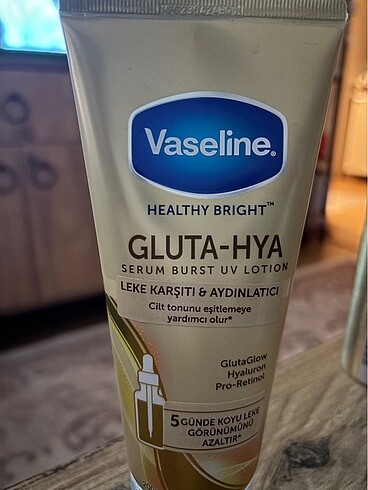 Vaseline®
HEALTHY BRIGHT™
GLUTA-HYA
SERUM BURST UV LOTION
LEKE KARŞITI & AYDINLATICI
Cilt tonunu eşitlemeye
yardımcı olur*
GlutaGlow
Hyaluron
Pro-Retinol
5 GÜNDE KOYU LEKE
GÖRÜNÜMÜNÜ
AZALTIR*